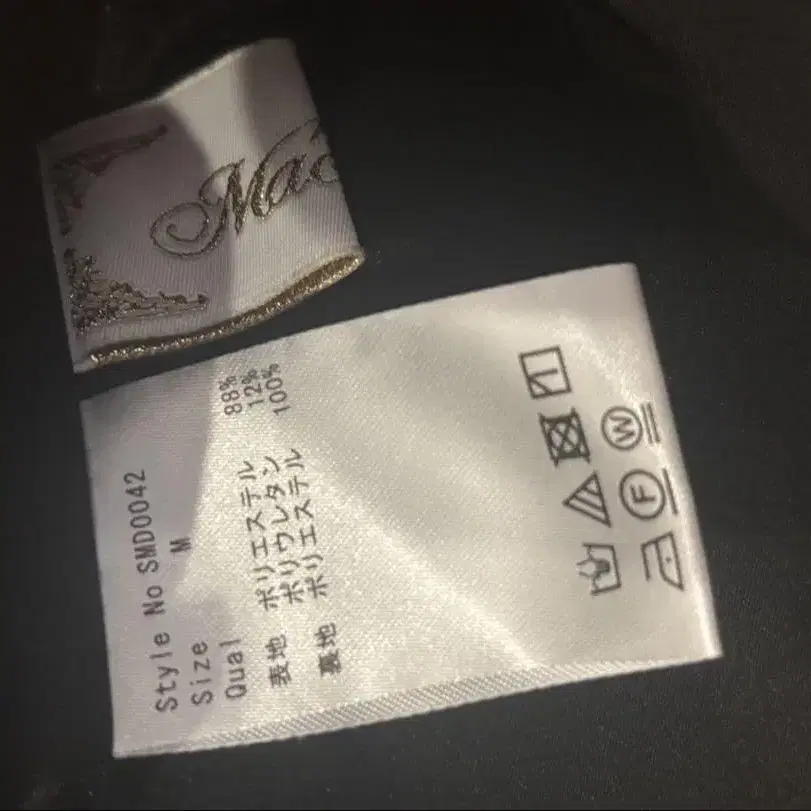 Mac
Style No SMD0042
Size M
Qual
表地 ポリエステル 88%
ポリウレタン 12%
裏地 ポリエステル 100%
F W